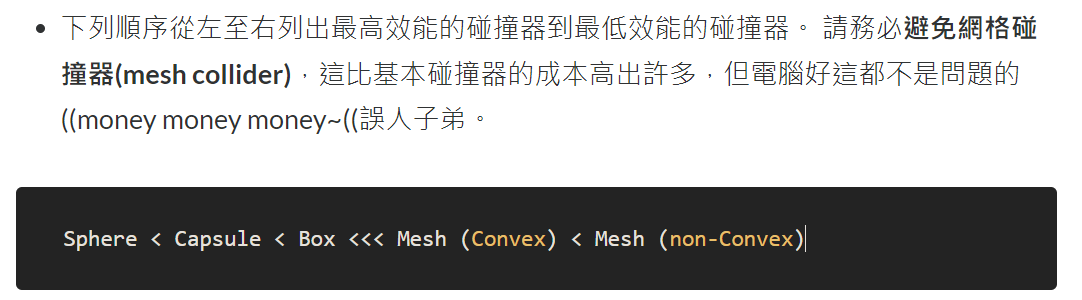 • 下列順序從左至右列出最高效能的碰撞器到最低效能的碰撞器。 請務必避免網格碰
撞器(mesh collider)，這比基本碰撞器的成本高出許多，但電腦好這都不是問題的
((money money money~((誤人子弟。
Sphere < Capsule < Box <<< Mesh (Convex) < Mesh (non-Convex)